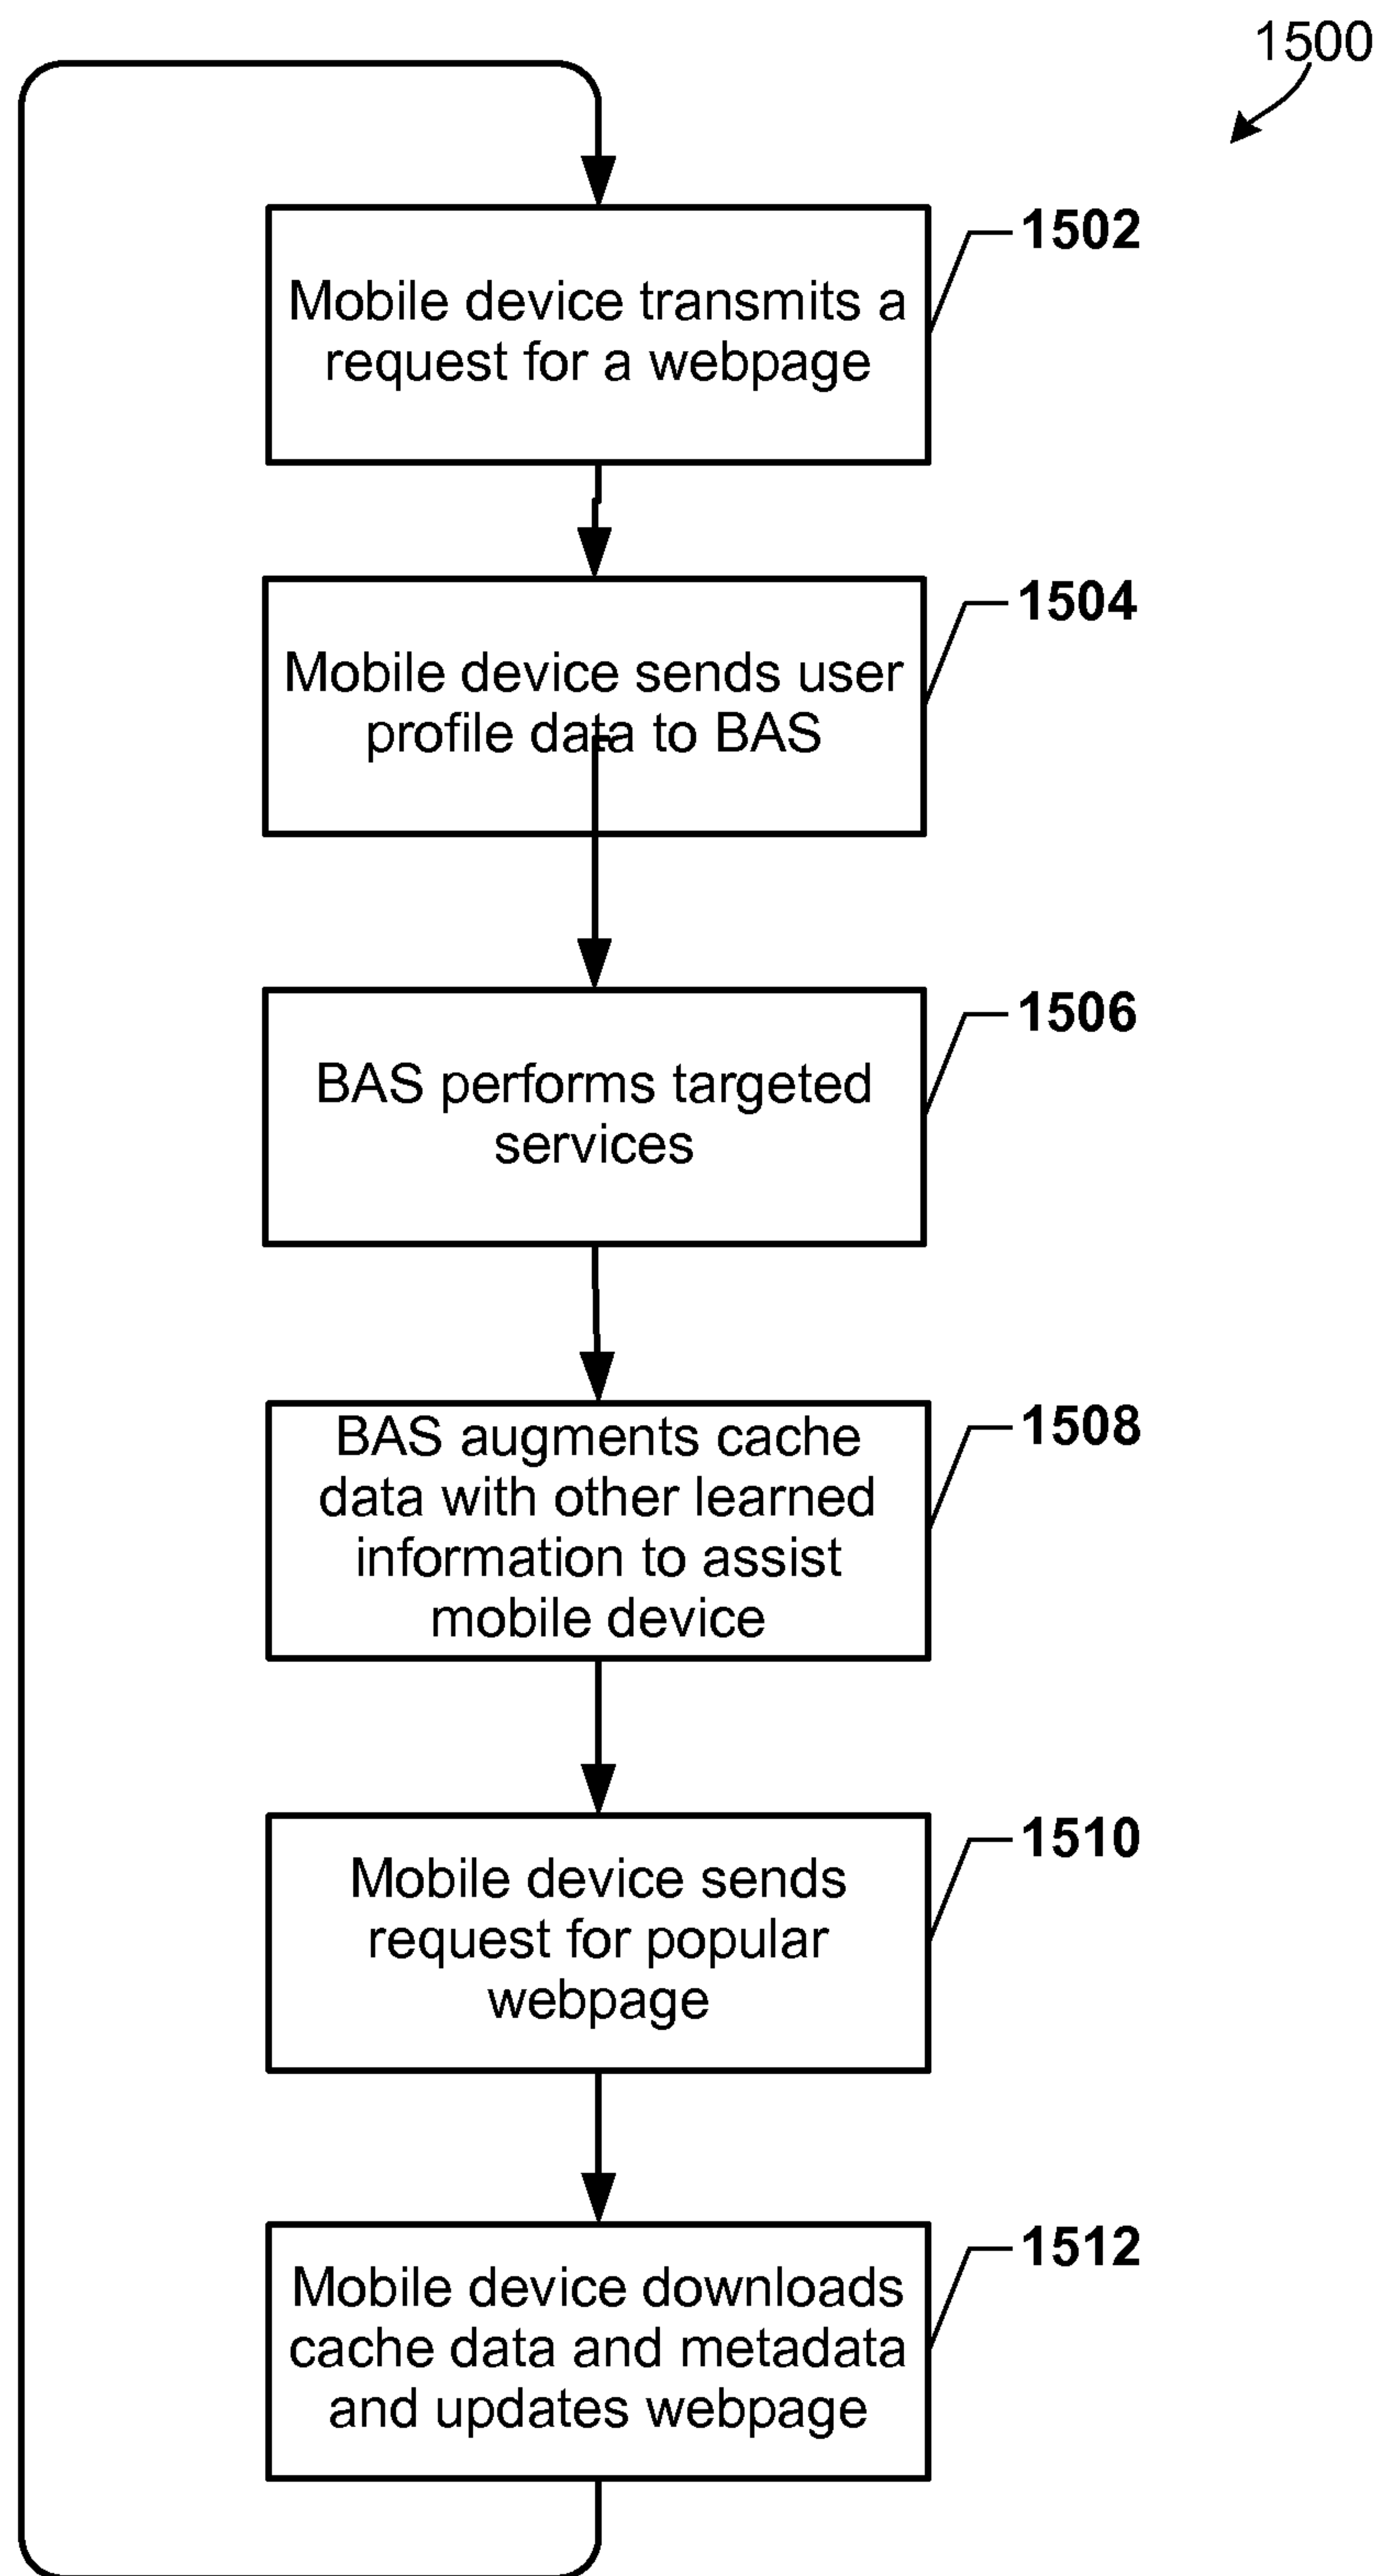 1500
1502
Mobile device transmits a
request for a webpage
1504
Mobile device sends user
profile data to BAS
1506
BAS performs targeted
services
1508
BAS augments cache
data with other learned
information to assist
mobile device
1510
Mobile device sends
request for popular
webpage
1512
Mobile device downloads
cache data and metadata
and updates webpage